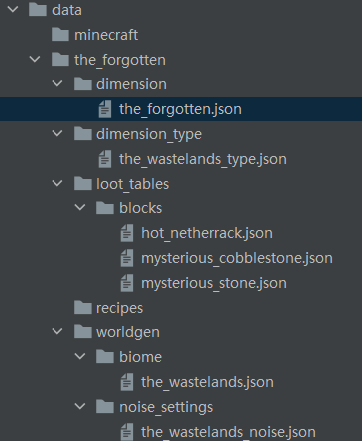 data
minecraft
the_forgotten
dimension
the_forgotten.json
dimension_type
the_wastelands_type.json
loot_tables
blocks
hot_netherrack.json
mysterious_cobblestone.json
mysterious_stone.json
recipes
worldgen
biome
the_wastelands.json
noise_settings
the_wastelands_noise.json